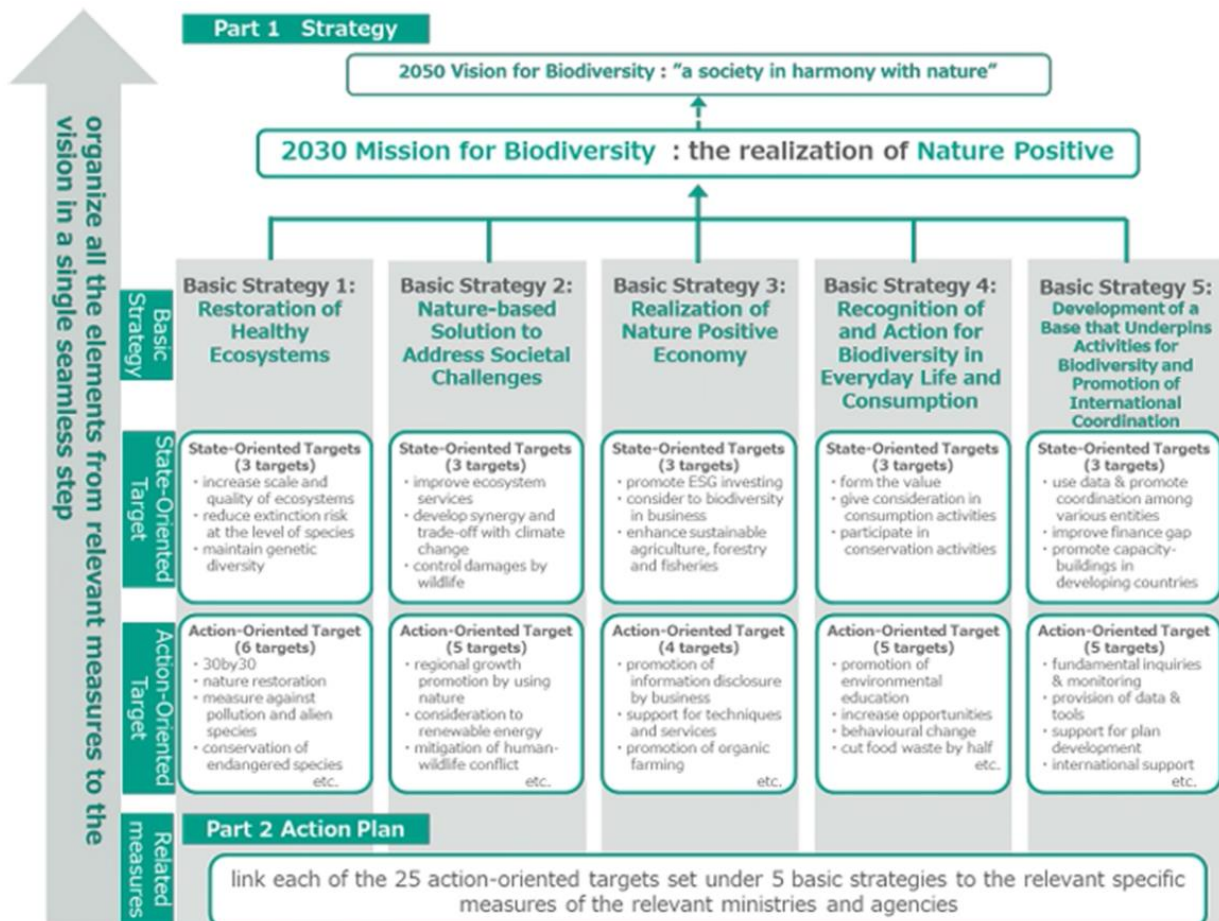 Part 1 Strategy
2050 Vision for Biodiversity : "a society in harmony with nature"
2030 Mission for Biodiversity : the realization of Nature Positive
organize all the elements from relevant measures to the
vision in a single seamless step
Basic
Strategy
Basic Strategy 1:
Restoration of
Healthy
Ecosystems
Basic Strategy 2:
Nature-based
Solution to
Address Societal
Challenges
Basic Strategy 3:
Realization of
Nature Positive
Economy
Basic Strategy 4:
Recognition of
and Action for
Biodiversity in
Everyday Life and
Consumption
Basic Strategy 5:
Development of a
Base that Underpins
Activities for
Biodiversity and
Promotion of
International
Coordination
State-Oriented
Target
State-Oriented Targets
(3 targets)
・increase scale and
quality of ecosystems
・reduce extinction risk
at the level of species
・maintain genetic
diversity
State-Oriented Targets
(3 targets)
・improve ecosystem
services
・develop synergy and
trade-off with climate
change
・control damages by
wildlife
State-Oriented Targets
(3 targets)
・promote ESG investing
・consider to biodiversity
in business
・enhance sustainable
agriculture, forestry
and fisheries
State-Oriented Targets
(3 targets)
・form the value
・give consideration in
consumption activities
・participate in
conservation activities
State-Oriented Targets
(3 targets)
・use data & promote
coordination among
various entities
・improve finance gap
・promote capacity-
buildings in
developing countries
Action-Oriented
Target
Action-Oriented Target
(6 targets)
・30by30
・nature restoration
・measure against
pollution and alien
species
・conservation of
endangered species
etc.
Action-Oriented Target
(5 targets)
・regional growth
promotion by using
nature
・consideration to
renewable energy
・mitigation of human-
wildlife conflict
etc.
Action-Oriented Target
(4 targets)
・promotion of
information disclosure
by business
・support for techniques
and services
・promotion of organic
farming
etc.
Action-Oriented Target
(5 targets)
・promotion of
environmental
education
・increase opportunities
・behavioural change
・cut food waste by half
etc.
Action-Oriented Target
(5 targets)
・fundamental inquiries
& monitoring
・provision of data &
tools
・support for plan
development
・international support
etc.
Related
measures
Part 2 Action Plan
link each of the 25 action-oriented targets set under 5 basic strategies to the relevant specific
measures of the relevant ministries and agencies